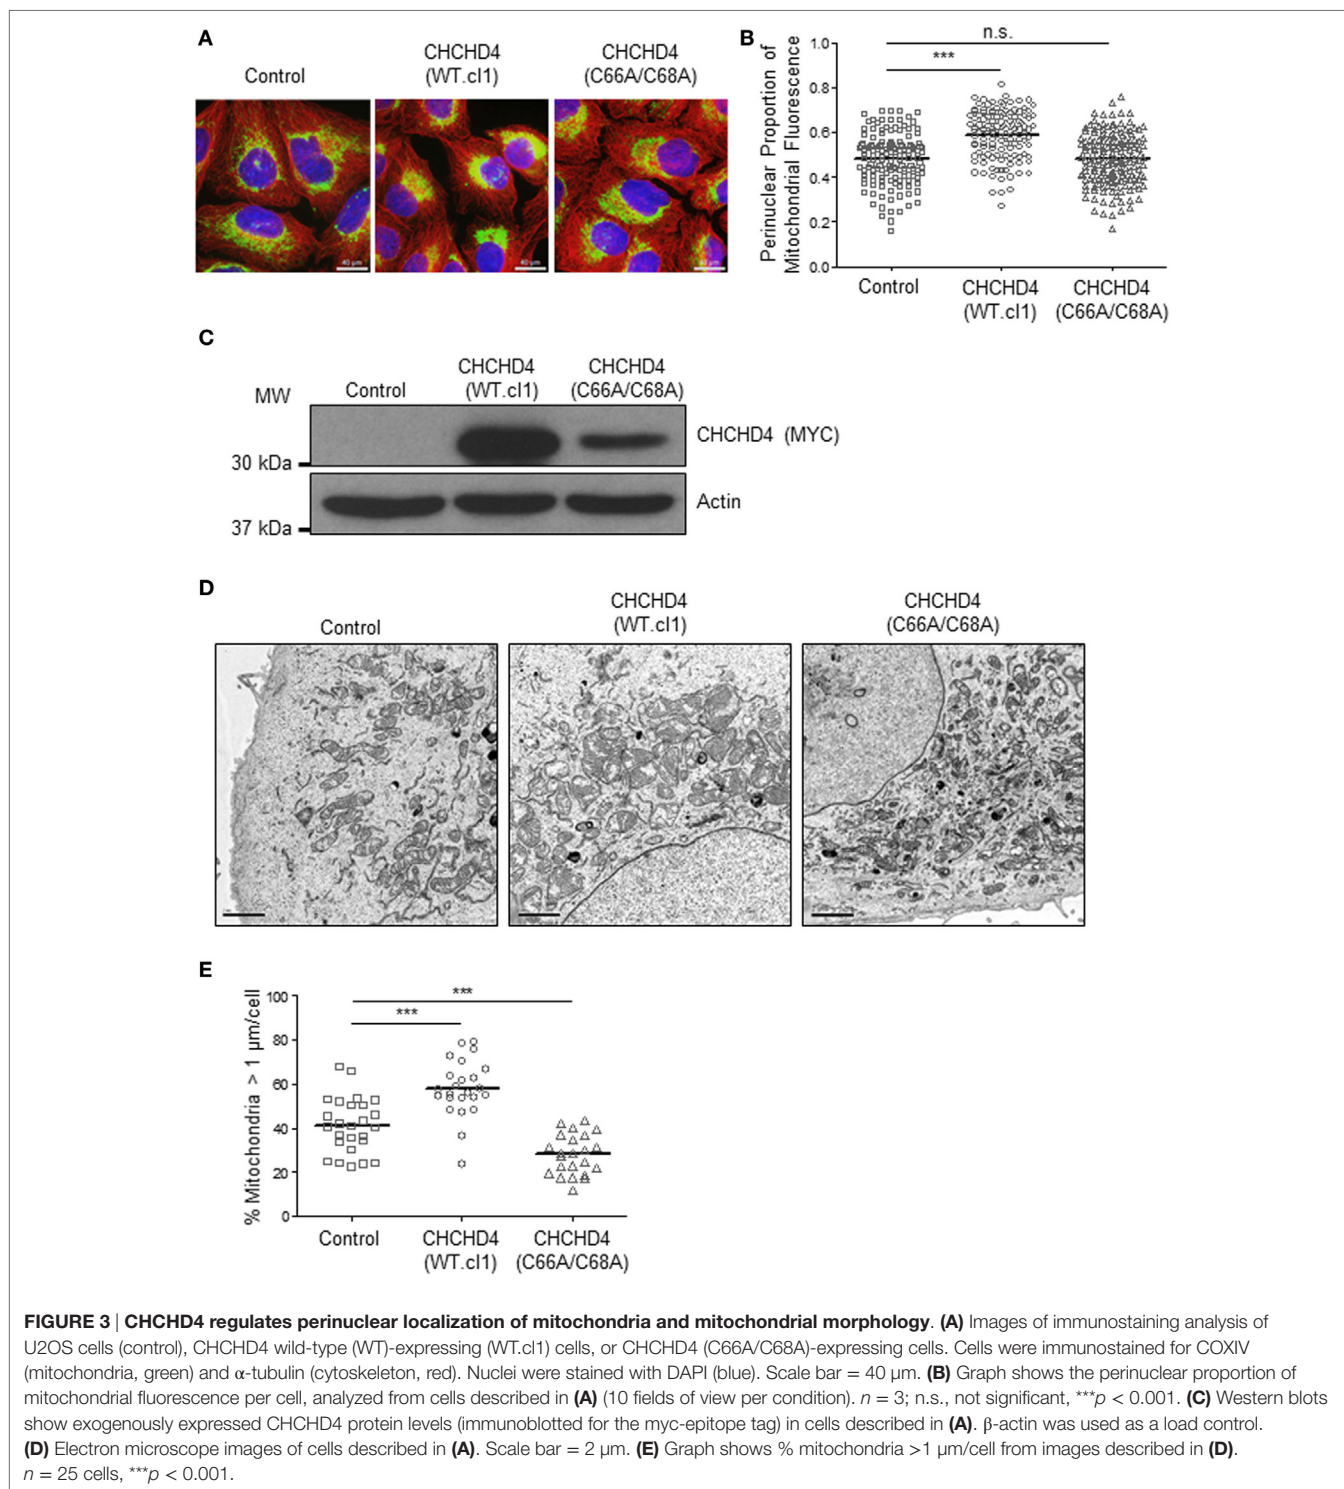 A
Control
CHCHD4
(WT.cl1)
CHCHD4
(C66A/C68A)
40 µm
40 µm
40 µm
B
Perinuclear Proportion of
Mitochondrial Fluorescence
1.0
0.8
0.6
0.4
0.2
0.0
n.s.
***
Control
CHCHD4
(WT.cl1)
CHCHD4
(C66A/C68A)
C
MW
Control
CHCHD4
(WT.cl1)
CHCHD4
(C66A/C68A)
CHCHD4 (MYC)
30 kDa
Actin
37 kDa
D
Control
CHCHD4
(WT.cl1)
CHCHD4
(C66A/C68A)
E
% Mitochondria > 1 µm/cell
100
80
60
40
20
0
***
***
Control
CHCHD4
(WT.cl1)
CHCHD4
(C66A/C68A)
FIGURE 3 | CHCHD4 regulates perinuclear localization of mitochondria and mitochondrial morphology. (A) Images of immunostaining analysis of
U2OS cells (control), CHCHD4 wild-type (WT)-expressing (WT.cl1) cells, or CHCHD4 (C66A/C68A)-expressing cells. Cells were immunostained for COXIV
(mitochondria, green) and α-tubulin (cytoskeleton, red). Nuclei were stained with DAPI (blue). Scale bar = 40 µm. (B) Graph shows the perinuclear proportion of
mitochondrial fluorescence per cell, analyzed from cells described in (A) (10 fields of view per condition). n = 3; n.s., not significant, ***p < 0.001. (C) Western blots
show exogenously expressed CHCHD4 protein levels (immunoblotted for the myc-epitope tag) in cells described in (A). β-actin was used as a load control.
(D) Electron microscope images of cells described in (A). Scale bar = 2 µm. (E) Graph shows % mitochondria >1 µm/cell from images described in (D).
n = 25 cells, ***p < 0.001.